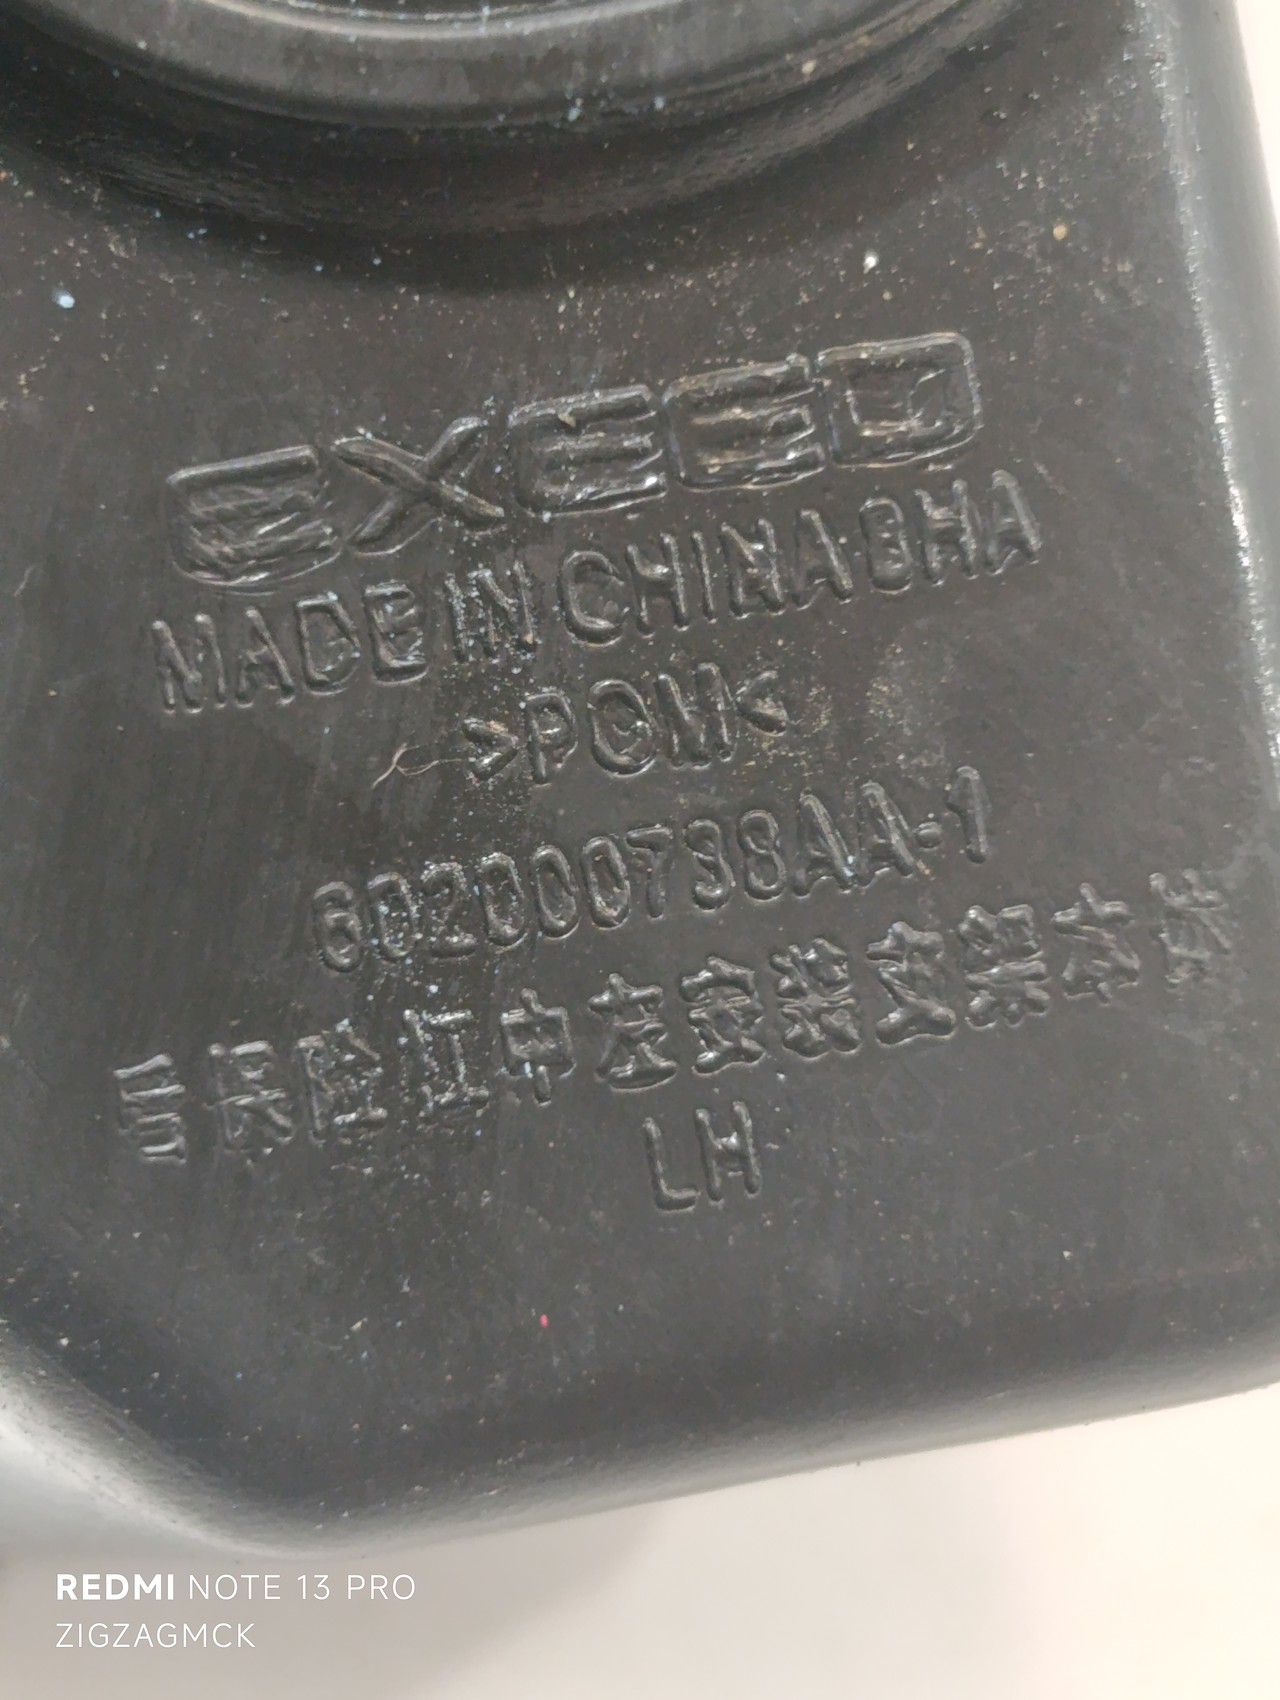 EXEED
MADE IN CHINA CHA
>POM<
602000738AA-1
后保险杠中左安装支架本体
LH
REDMI NOTE 13 PRO
ZIGZAGMCK